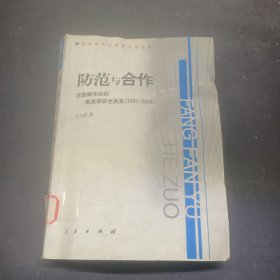 防范与合作
苏联解体后的
俄美核安全关系(1991-2005)
著
FANG FAN YU
HE ZUO
人民出版社